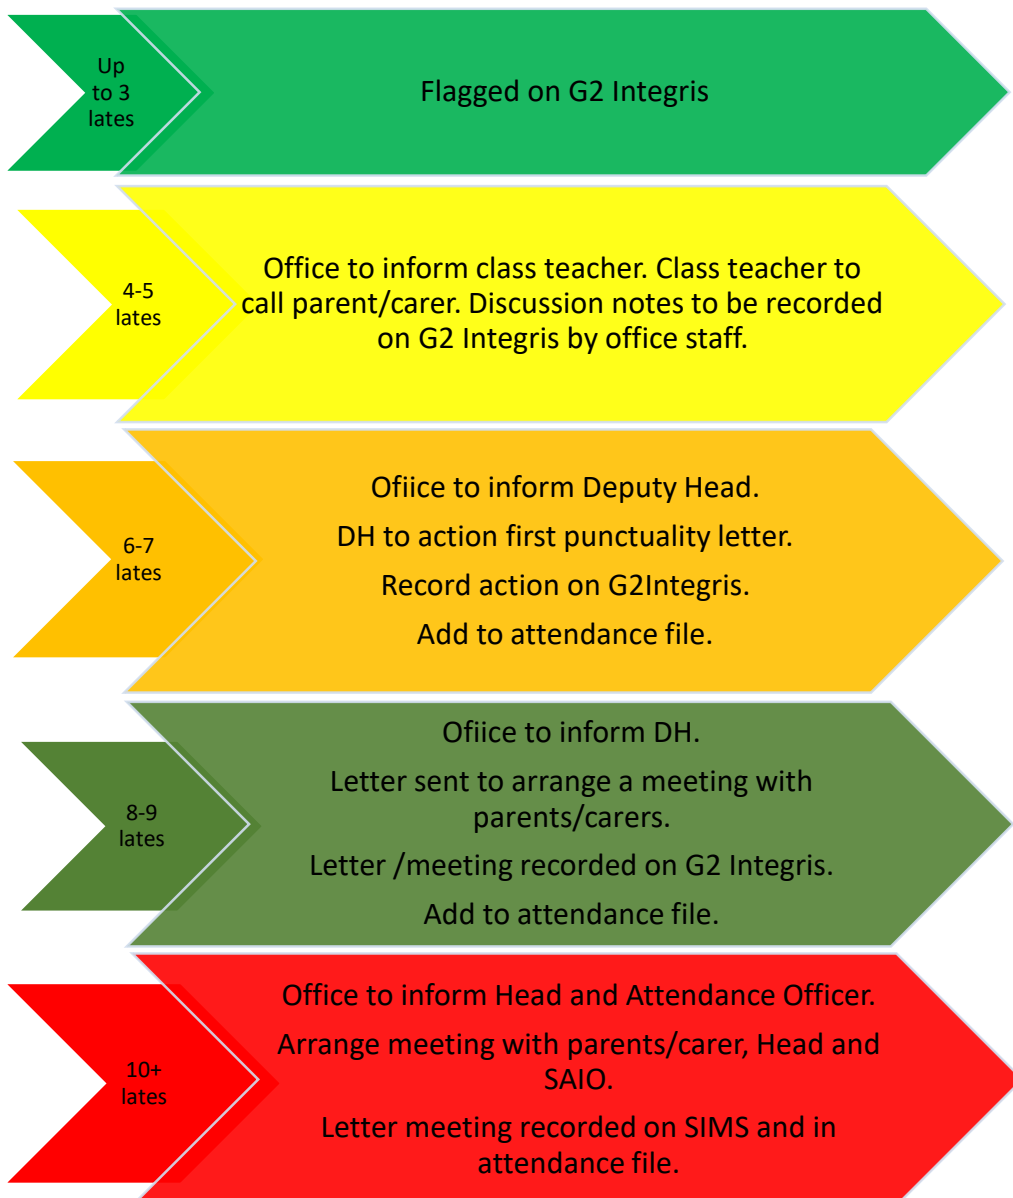 Up
to 3
lates
Flagged on G2 Integris
4-5
lates
Office to inform class teacher. Class teacher to
call parent/carer. Discussion notes to be recorded
on G2 Integris by office staff.
6-7
lates
Ofiice to inform Deputy Head.
DH to action first punctuality letter.
Record action on G2Integris.
Add to attendance file.
8-9
lates
Ofiice to inform DH.
Letter sent to arrange a meeting with
parents/carers.
Letter /meeting recorded on G2 Integris.
Add to attendance file.
10+
lates
Office to inform Head and Attendance Officer.
Arrange meeting with parents/carer, Head and
SAIO.
Letter meeting recorded on SIMS and in
attendance file.